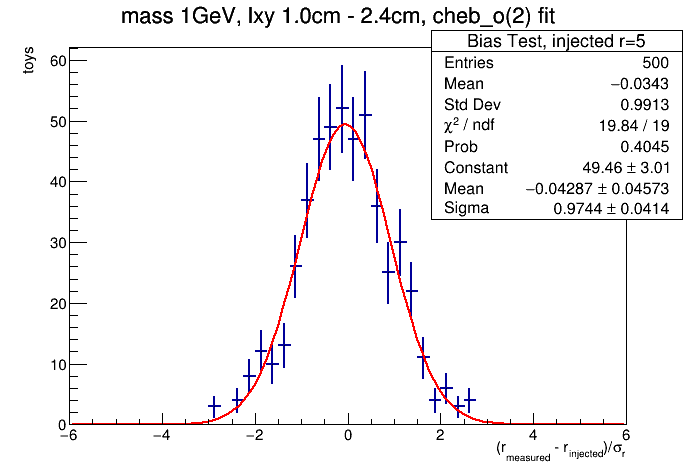 mass 1GeV, lxy 1.0cm - 2.4cm, cheb_o(2) fit
Bias Test, injected r=5
Entries 500
Mean −0.0343
Std Dev 0.9913
χ² / ndf 19.84 / 19
Prob 0.4045
Constant 49.46 ± 3.01
Mean −0.04287 ± 0.04573
Sigma 0.9744 ± 0.0414
toys
60
50
40
30
20
10
0
−6 −4 −2 0 2 4 6
(r_measured - r_injected)/σ_r